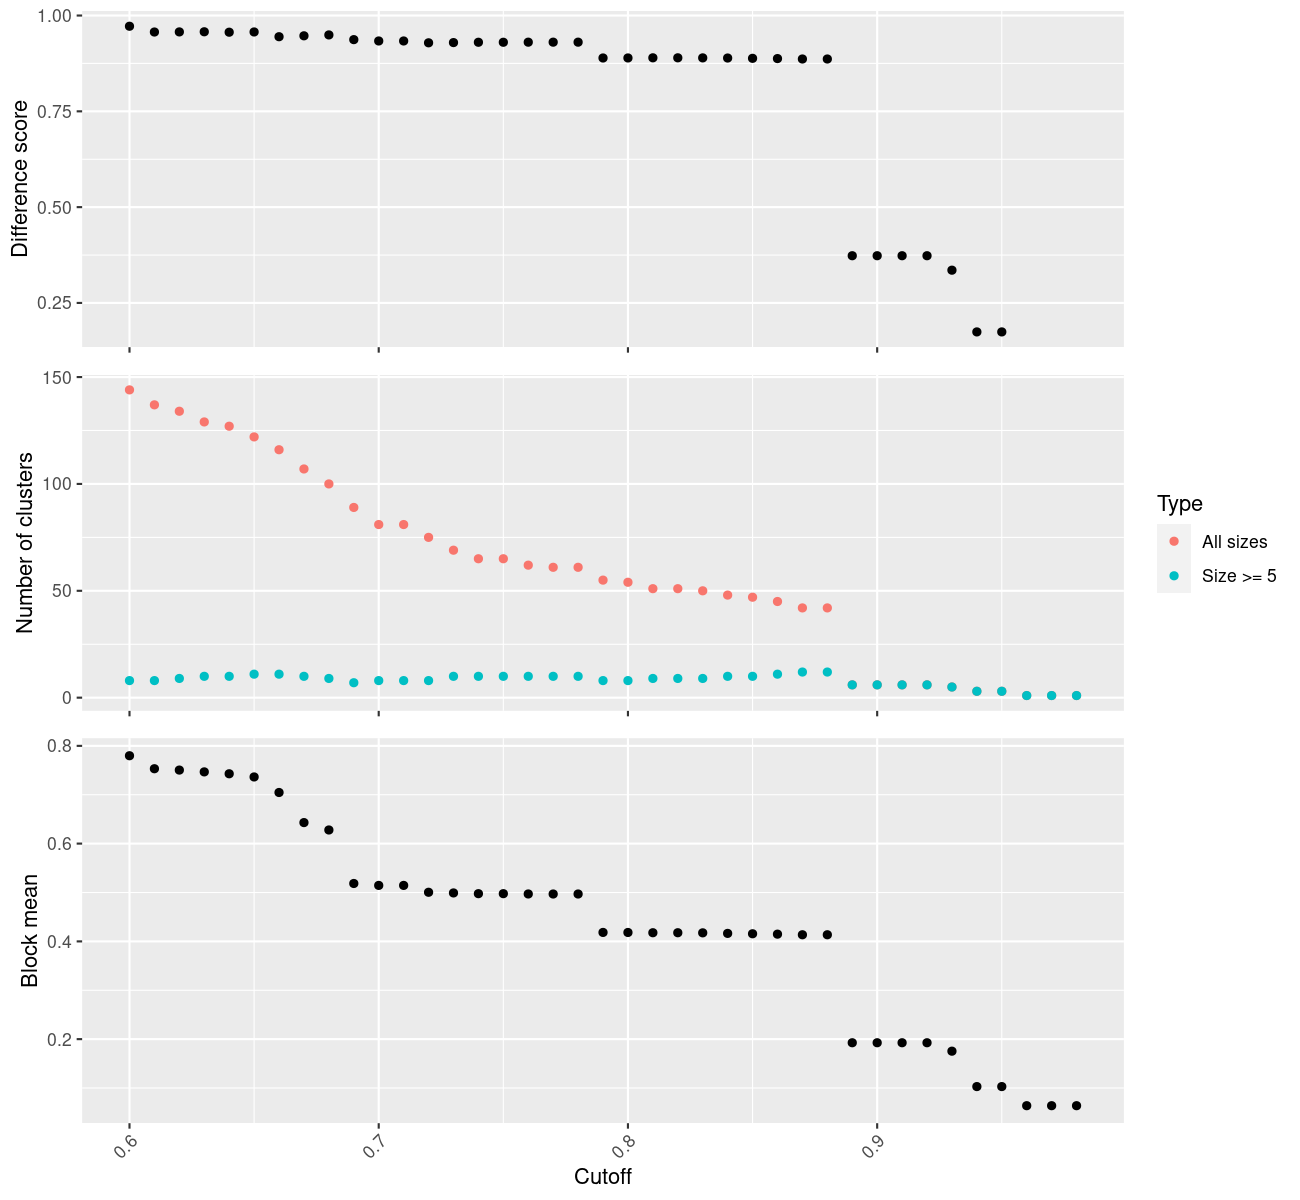 1.00
0.75
0.50
0.25
Difference score
150
100
50
0
Number of clusters
Type
All sizes
Size >= 5
0.8
0.6
0.4
0.2
Block mean
0.6 0.7 0.8 0.9
Cutoff